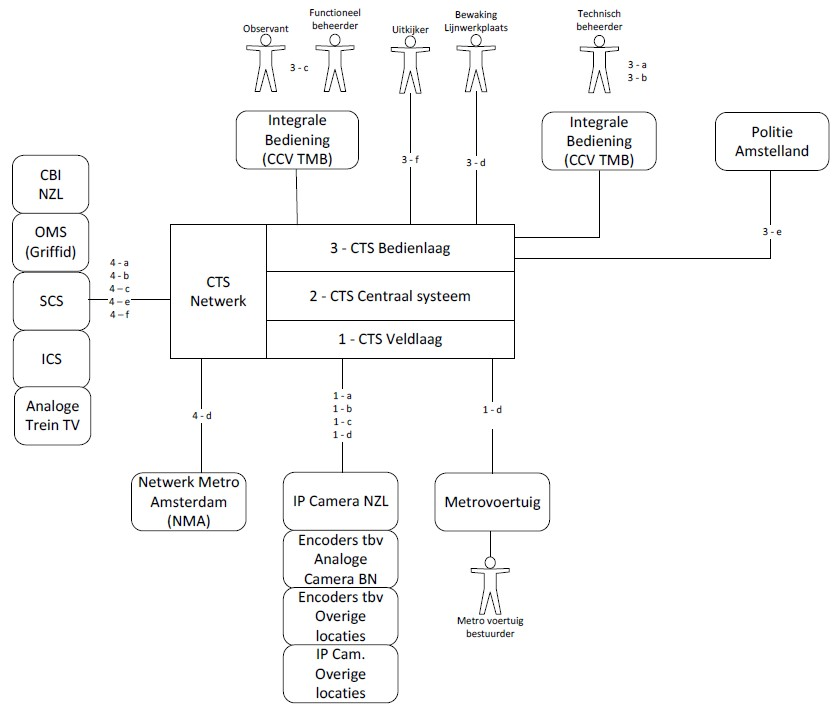 Observant
Functioneel
beheerder
Uitkijker
Bewaking
Lijnwerkplaats
Technisch
beheerder
3 - c
3 - a
3 - b
Integrale
Bediening
(CCV TMB)
Integrale
Bediening
(CCV TMB)
Politie
Amstelland
3 - f
3 - d
3 - e
CBI
NZL
OMS
(Griffid)
SCS
ICS
Analoge
Trein TV
4 - a
4 - b
4 – c
4 – e
4 – f
CTS
Netwerk
3 - CTS Bedienlaag
2 - CTS Centraal systeem
1 - CTS Veldlaag
4 - d
1 - a
1 - b
1 - c
1 - d
1 - d
Netwerk Metro
Amsterdam
(NMA)
IP Camera NZL
Encoders tbv
Analoge
Camera BN
Encoders tbv
Overige
locaties
IP Cam.
Overige
locaties
Metrovoertuig
Metro voertuig
bestuurder